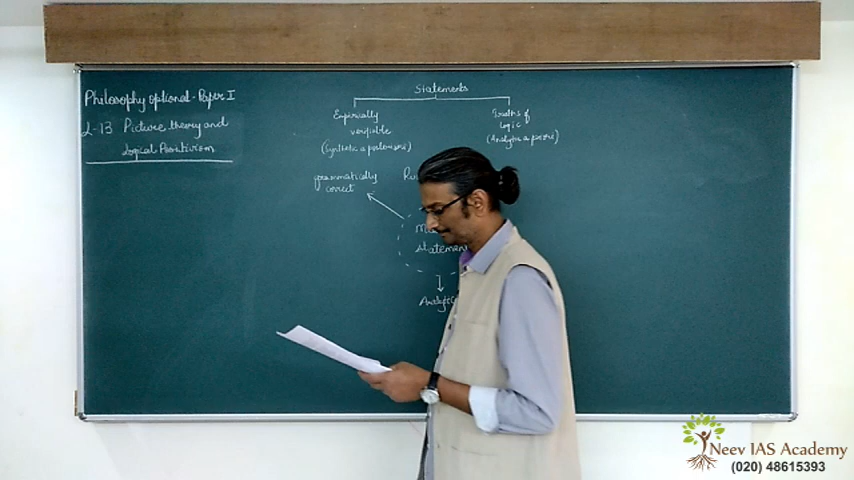 Philosophy optional - Paper I
L-13 Picture theory and
Logical Positivism
Statements
Empirically
verifiable
(Synthetic a posteriori)
Truths of
logic
(Analytic a priori)
grammatically
correct
Statement
Neev IAS Academy
(020) 48615393